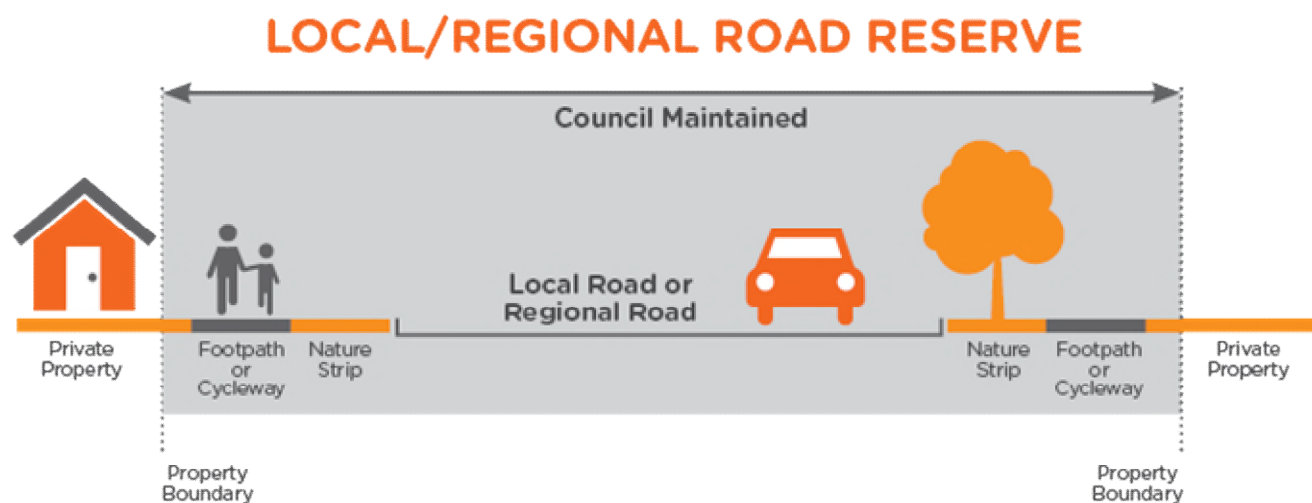 LOCAL/REGIONAL ROAD RESERVE
Council Maintained
Local Road or
Regional Road
Private
Property
Footpath
or
Cycleway
Nature
Strip
Nature
Strip
Footpath
or
Cycleway
Private
Property
Property
Boundary
Property
Boundary